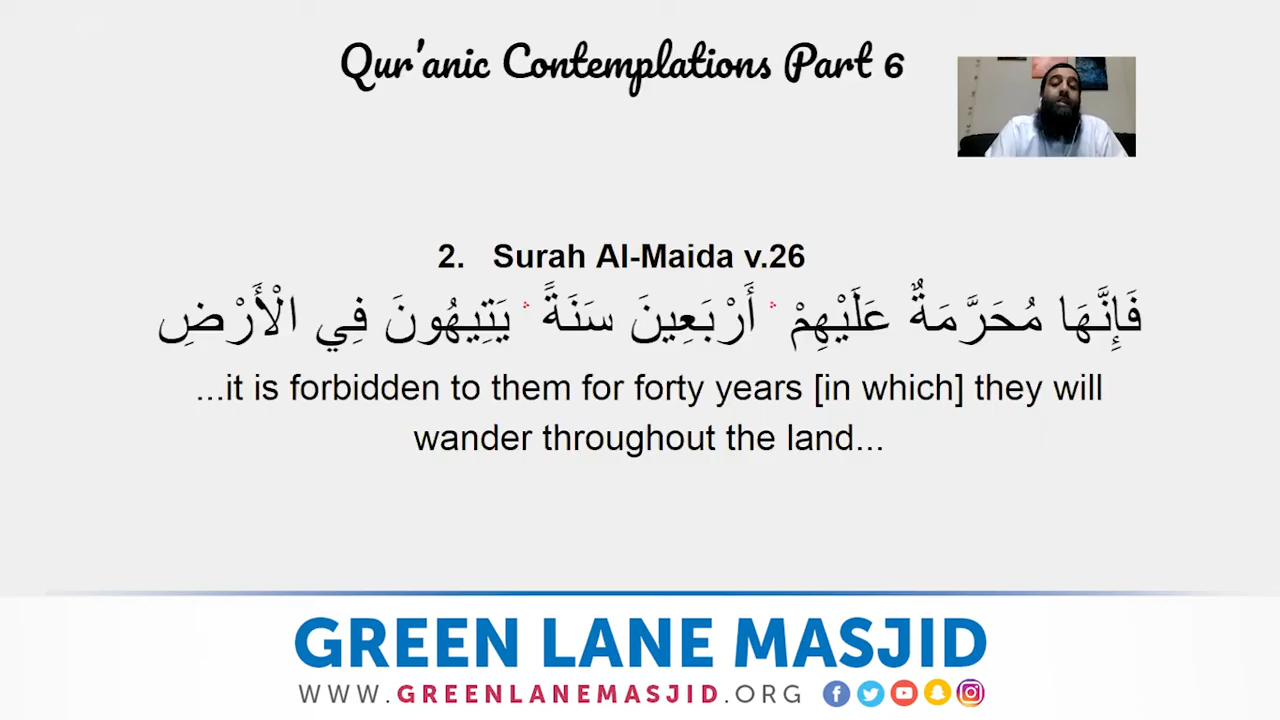 Qur'anic Contemplations Part 6
2. Surah Al-Maida v.26
فَإِنَّهَا مُحَرَّمَةٌ عَلَيْهِمْ ۛ أَرْبَعِينَ سَنَةً ۛ يَتِيهُونَ فِي الْأَرْضِ
...it is forbidden to them for forty years [in which] they will
wander throughout the land...
GREEN LANE MASJID
WWW.GREENLANEMASJID.ORG